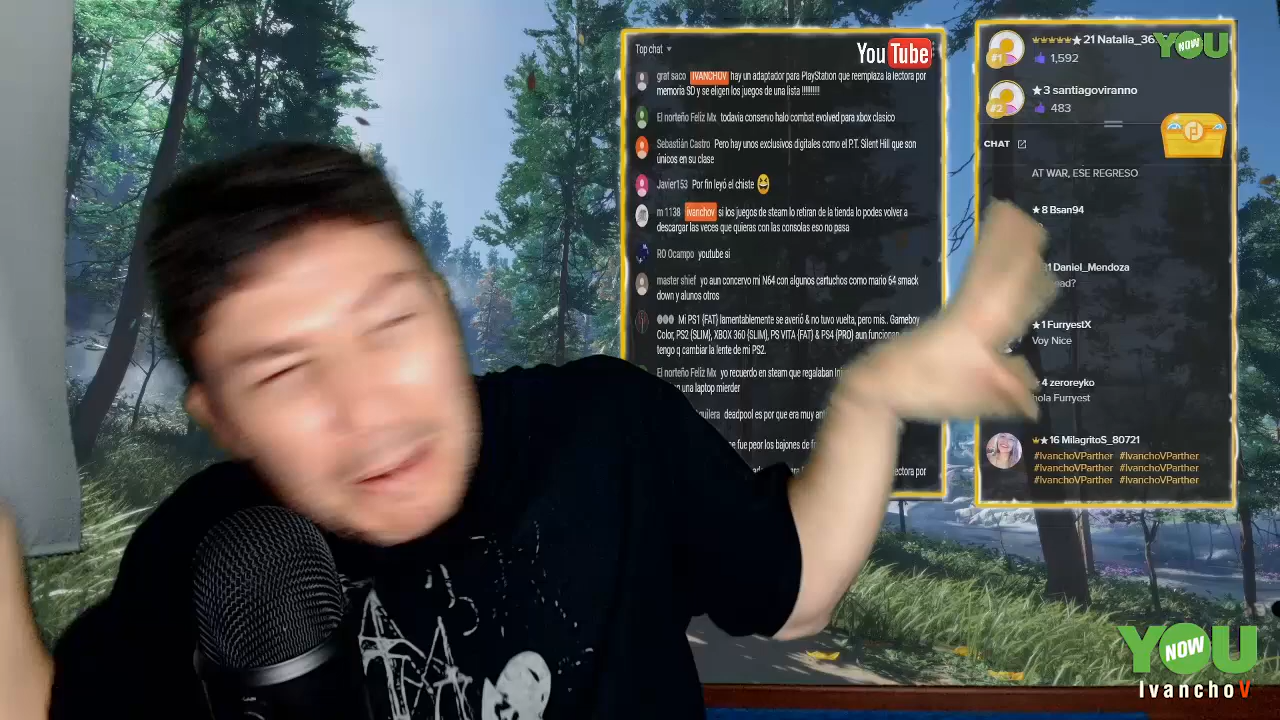 Top chat
YouTube
grat saco IVANCHOV hay un adaptador para PlayStation que reemplaza la lectora por
memoria SD y se eligen los juegos de una lista !!!!!!!!!
El norteño Feliz Mx todavia conservo halo combat evolved para xbox clasico
Sebastián Castro Pero hay unos exclusivos digitales como el P.T. Silent Hill que son
únicos en su clase
Javier153 Por fin leyó el chiste
m 1138 ivanchov si los juegos de steam lo retiran de la tienda lo podes volver a
descargar las veces que quieras con las consolas eso no pasa
RO Ocampo youtube si
master shief yo aun concervo mi N64 con algunos cartuchos como mario 64 smack
down y alunos otros
Mi PS1 {FAT} lamentablemente se averió & no tuvo vuelta, pero mis.. Gameboy
Color, PS2 {SLIM}, XBOX 360 {SLIM}, PS VITA {FAT} & PS4 {PRO} aun funcionan
tengo q cambiar la lente de mi PS2.
El norteño Feliz Mx yo recuerdo en steam que regalaban
en una laptop mierder
deadpool es por que era muy
se fue peor los bajones de
lectora por
#1 21 Natalia_36
1,592
YOU NOW
#2 3 santiagoviranno
483
CHAT
AT WAR, ESE REGRESO
8 Bsan94
1 Daniel_Mendoza
ad?
1 FurryestX
Voy Nice
4 zeroreyko
hola Furryest
16 MilagritoS_80721
#IvanchoVParther #IvanchoVParther
#IvanchoVParther #IvanchoVParther
#IvanchoVParther #IvanchoVParther
YOU NOW
IvanchoV